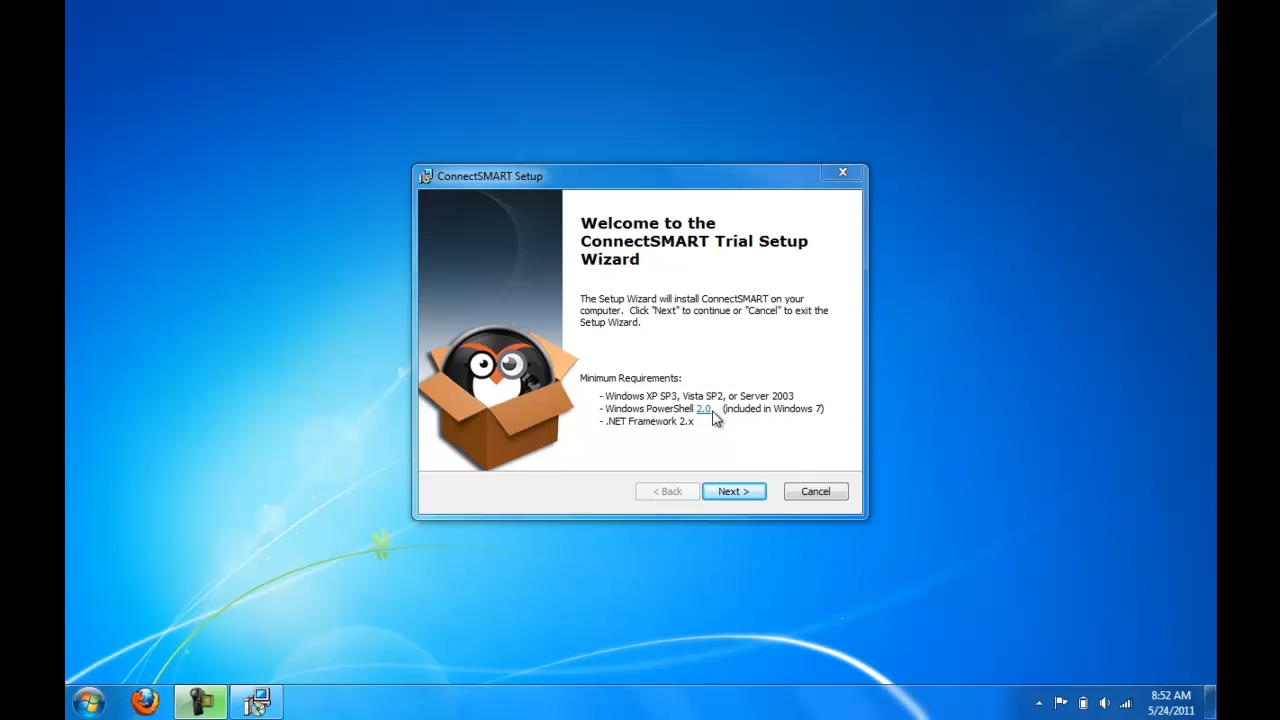 ConnectSMART Setup
Welcome to the
ConnectSMART Trial Setup
Wizard
The Setup Wizard will install ConnectSMART on your
computer. Click "Next" to continue or "Cancel" to exit the
Setup Wizard.
Minimum Requirements:
- Windows XP SP3, Vista SP2, or Server 2003
- Windows PowerShell 2.0 (included in Windows 7)
- .NET Framework 2.x
< Back
Next >
Cancel
8:52 AM
5/24/2011